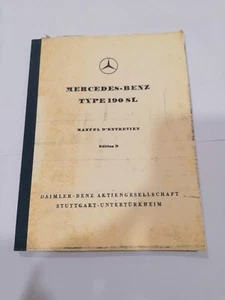 MERCEDES-BENZ
TYPE 190 SL
MANUEL D'ENTRETIEN
Edition B
DAIMLER-BENZ AKTIENGESELLSCHAFT
STUTTGART-UNTERTÜRKHEIM